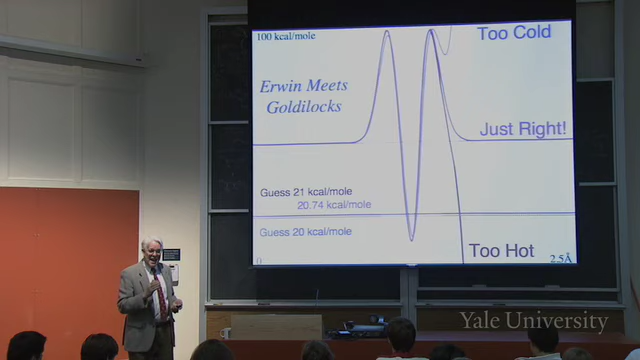 100 kcal/mole
Too Cold
Erwin Meets
Goldilocks
Just Right!
Guess 21 kcal/mole
20.74 kcal/mole
Guess 20 kcal/mole
Too Hot
0
2.5Å
Yale University